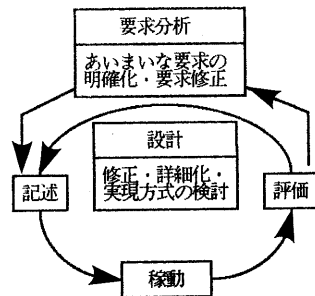 要求分析
あいまいな要求の
明確化・要求修正
設計
修正・詳細化・
実現方式の検討
記述
評価
稼動